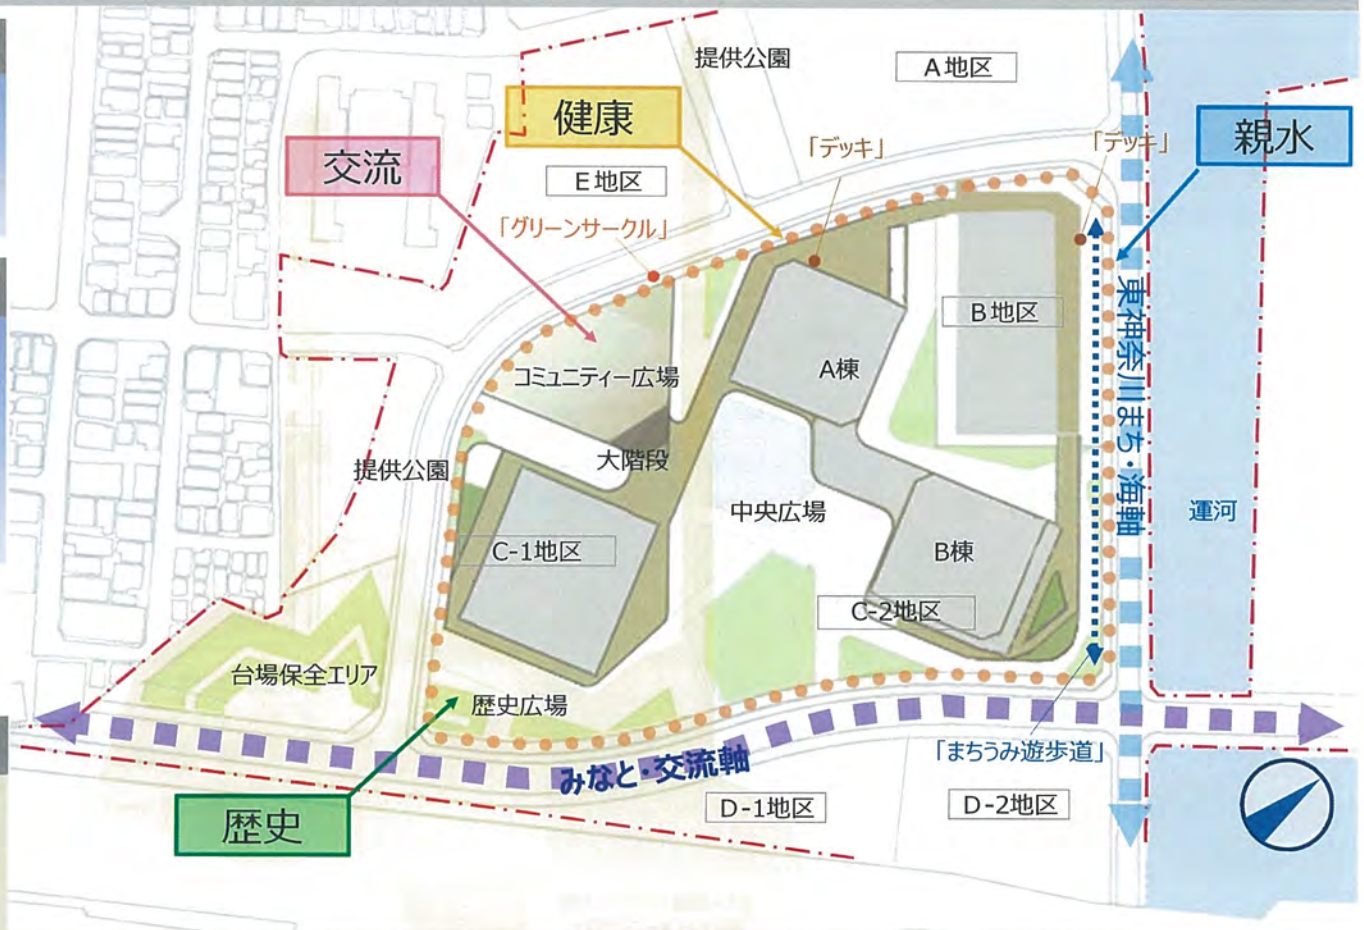 提供公園
A地区
健康
親水
交流
「デッキ」
「デッキ」
E地区
「グリーンサークル」
B地区
東神奈川まち・海軸
コミュニティー広場
A棟
大階段
提供公園
中央広場
運河
C-1地区
B棟
C-2地区
台場保全エリア
歴史広場
「まちうみ遊歩道」
みなと・交流軸
D-1地区
D-2地区
歴史